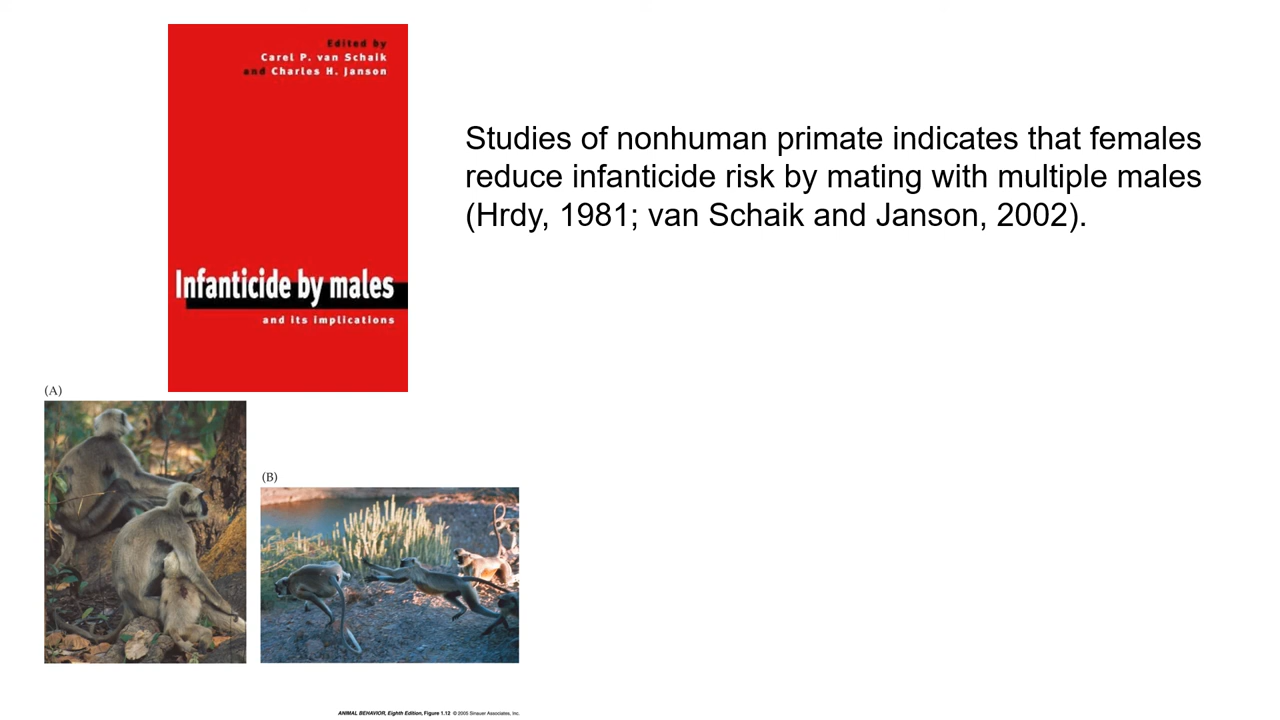 Edited by
Carel P. van Schaik
and Charles H. Janson
Infanticide by males
and its implications
Studies of nonhuman primate indicates that females
reduce infanticide risk by mating with multiple males
(Hrdy, 1981; van Schaik and Janson, 2002).
(A)
(B)
ANIMAL BEHAVIOR, Eighth Edition, Figure 1.12 © 2005 Sinauer Associates, Inc.